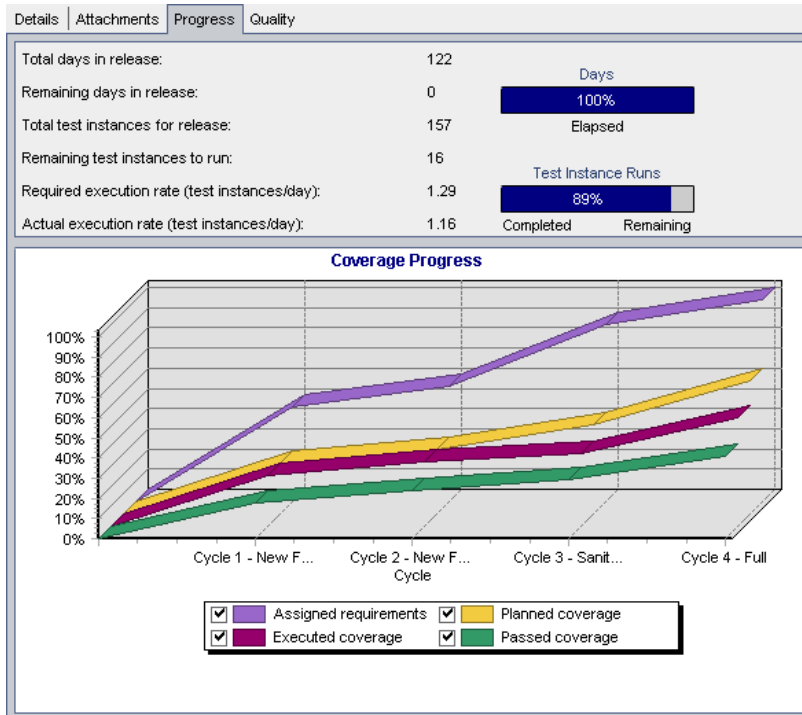 Details Attachments Progress Quality
Total days in release: 122
Remaining days in release: 0
Total test instances for release: 157
Remaining test instances to run: 16
Required execution rate (test instances/day): 1.29
Actual execution rate (test instances/day): 1.16
Days
100%
Elapsed
Test Instance Runs
89%
Completed Remaining
Coverage Progress
100%
90%
80%
70%
60%
50%
40%
30%
20%
10%
0%
Cycle 1 - New F... Cycle 2 - New F... Cycle 3 - Sanit... Cycle 4 - Full
Cycle
Assigned requirements Planned coverage
Executed coverage Passed coverage